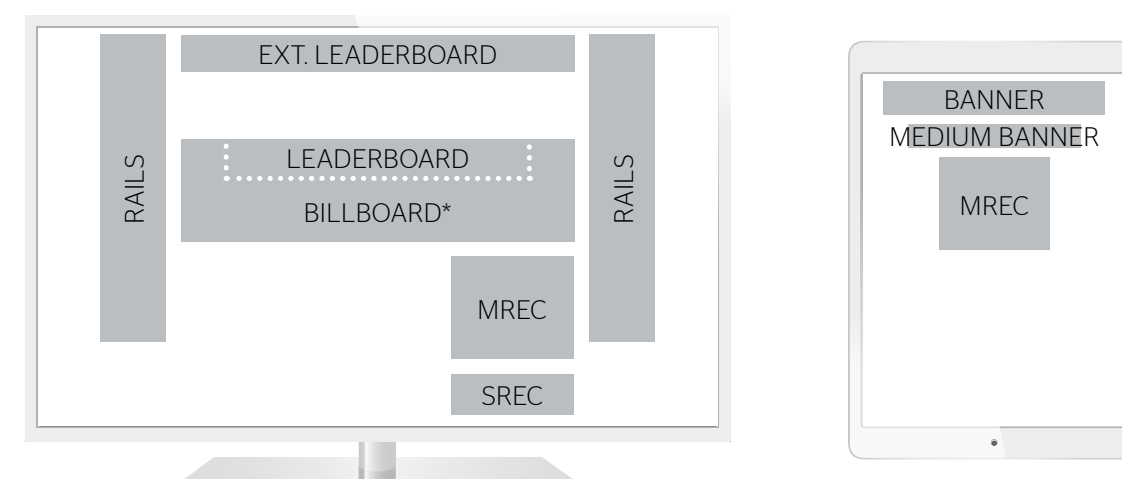 EXT. LEADERBOARD
RAILS
LEADERBOARD
BILLBOARD*
RAILS
MREC
SREC
BANNER
MEDIUM BANNER
MREC